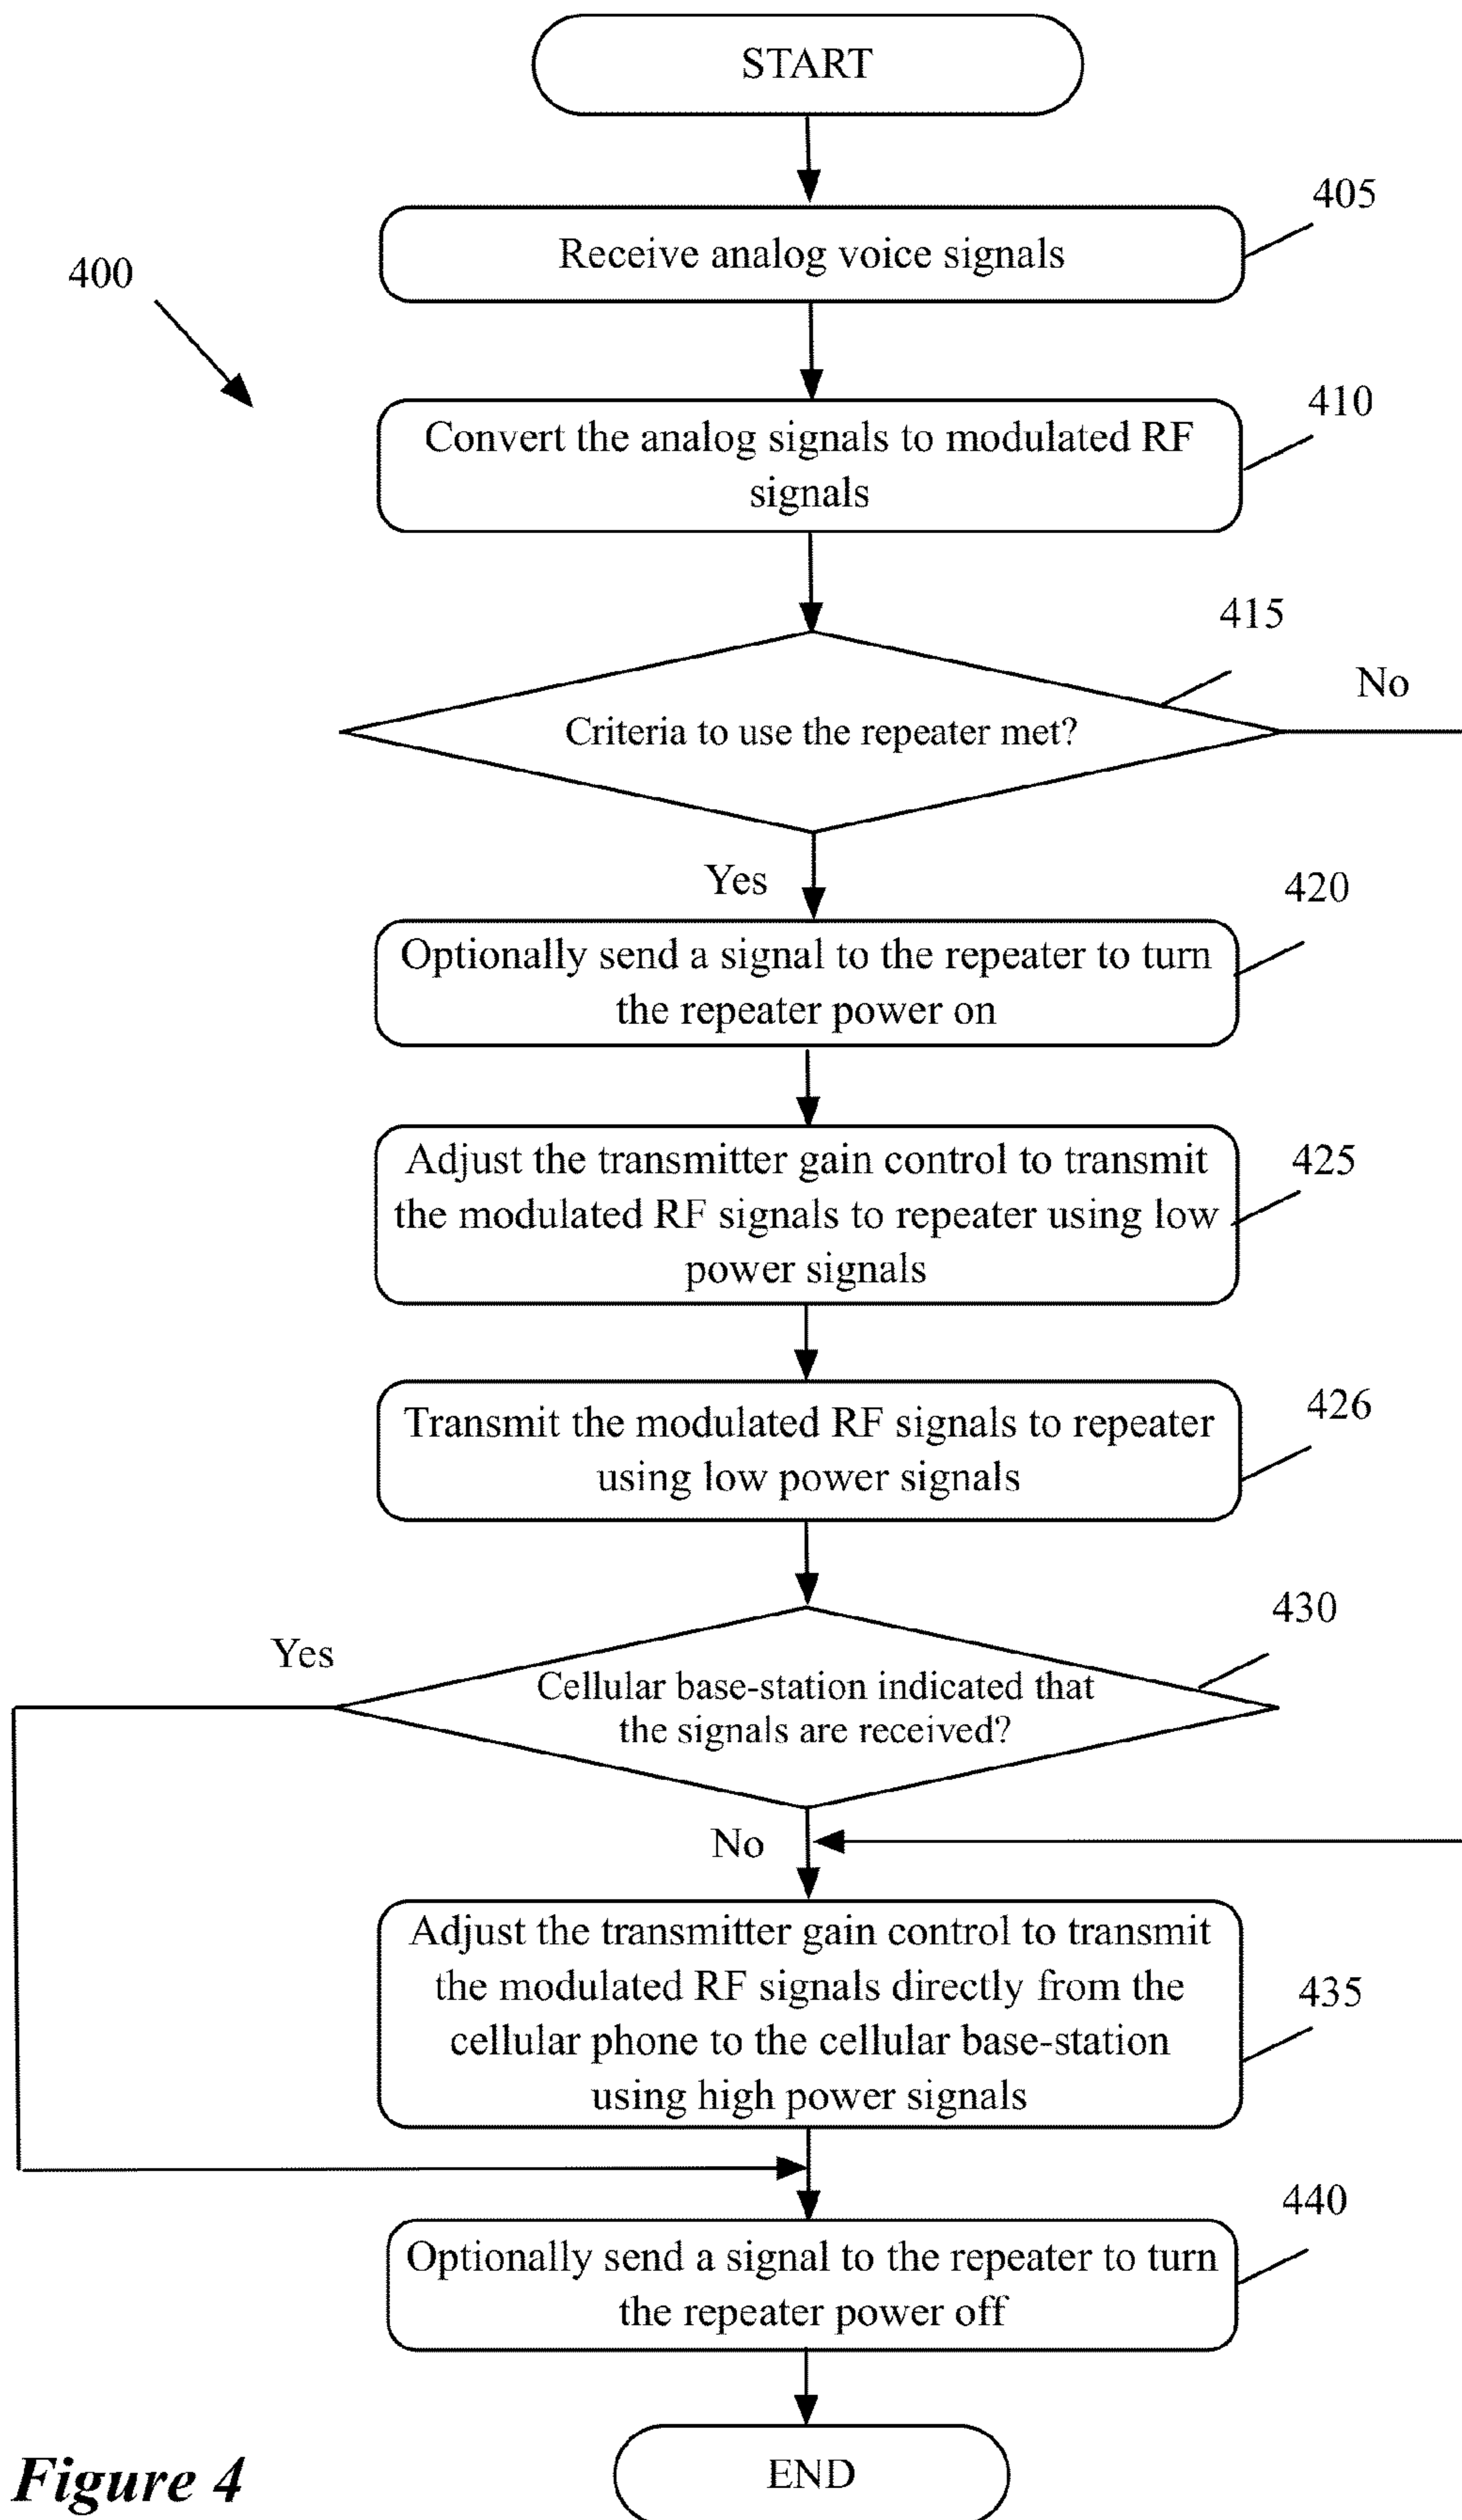 START
405
Receive analog voice signals
400
410
Convert the analog signals to modulated RF
signals
415
No
Criteria to use the repeater met?
Yes
420
Optionally send a signal to the repeater to turn
the repeater power on
Adjust the transmitter gain control to transmit
425
the modulated RF signals to repeater using low
power signals
426
Transmit the modulated RF signals to repeater
using low power signals
430
Yes
Cellular base-station indicated that
the signals are received?
No
Adjust the transmitter gain control to transmit
the modulated RF signals directly from the
435
cellular phone to the cellular base-station
using high power signals
440
Optionally send a signal to the repeater to turn
the repeater power off
END
Figure 4